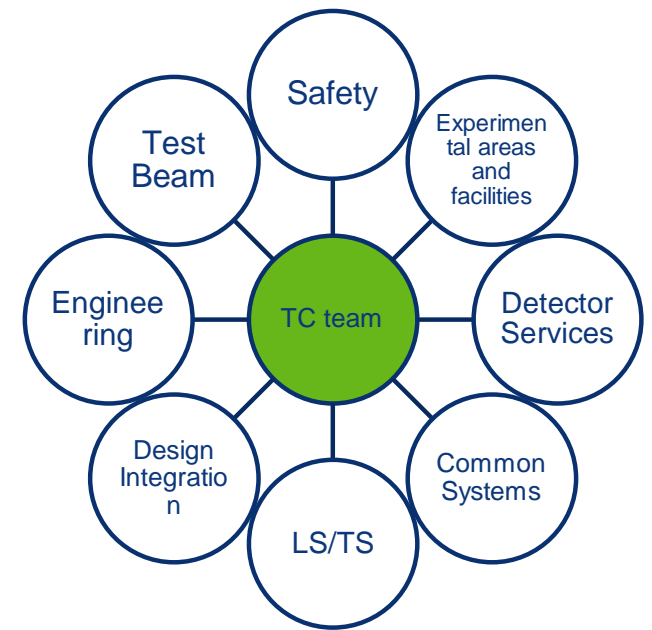 Safety
Experimen
tal areas
and
facilities
Test
Beam
Enginee
ring
TC team
Detector
Services
Design
Integratio
n
Common
Systems
LS/TS